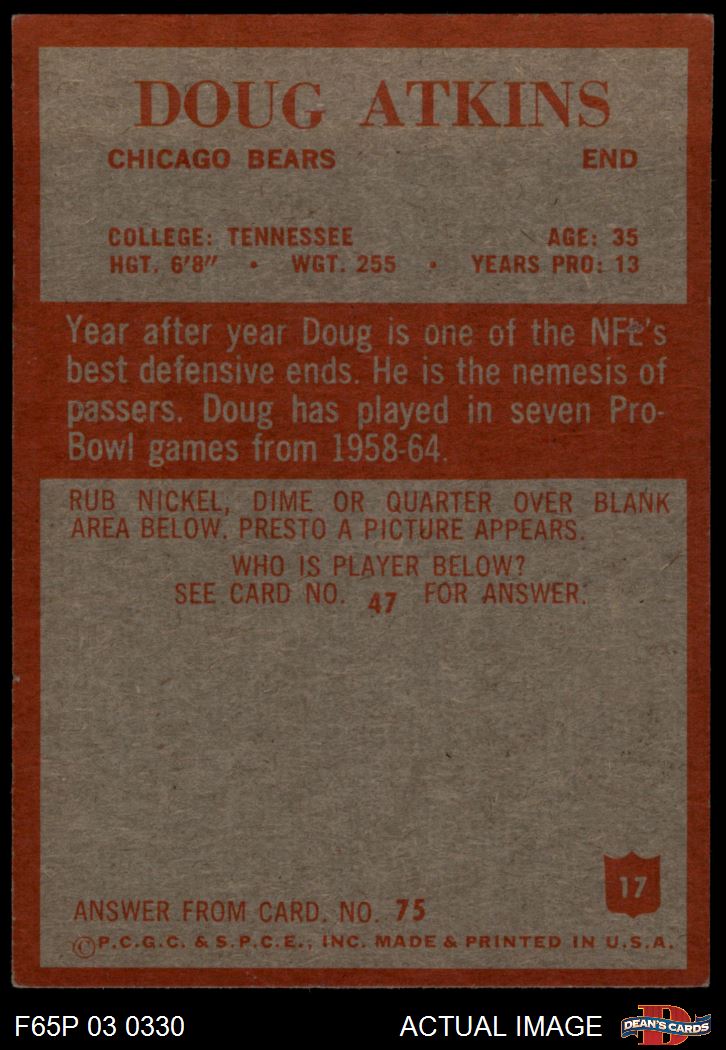 DOUG ATKINS
CHICAGO BEARS END
COLLEGE: TENNESSEE AGE: 35
HGT. 6'8" • WGT. 255 • YEARS PRO: 13
Year after year Doug is one of the NFL's
best defensive ends. He is the nemesis of
passers. Doug has played in seven Pro-
Bowl games from 1958-64.
RUB NICKEL, DIME OR QUARTER OVER BLANK
AREA BELOW. PRESTO A PICTURE APPEARS.
WHO IS PLAYER BELOW?
SEE CARD NO. 47 FOR ANSWER.
17
ANSWER FROM CARD. NO. 75
©P.C.G.C. & S.P.C.E., INC. MADE & PRINTED IN U.S.A.
F65P 03 0330 ACTUAL IMAGE
D
DEAN'S CARDS